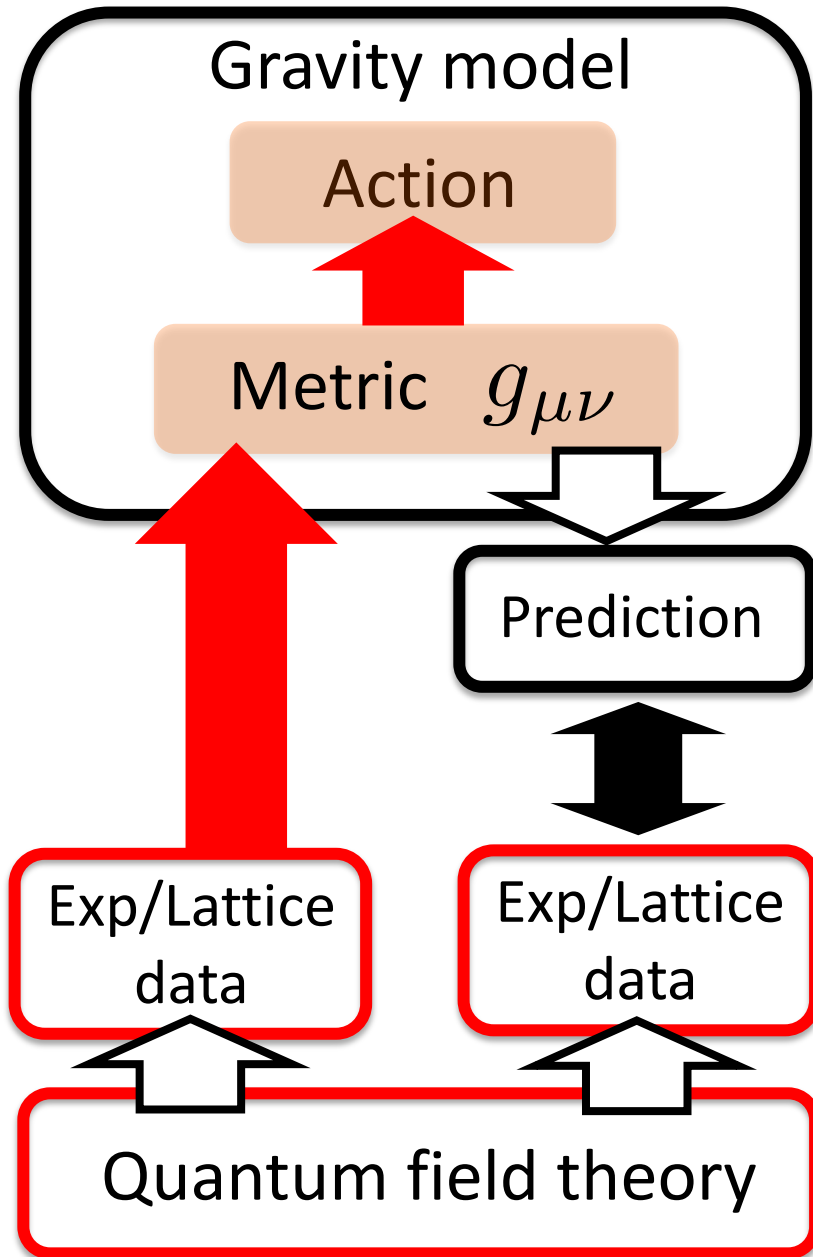 Gravity model
Action
Metric g_{μν}
Prediction
Exp/Lattice
data
Exp/Lattice
data
Quantum field theory